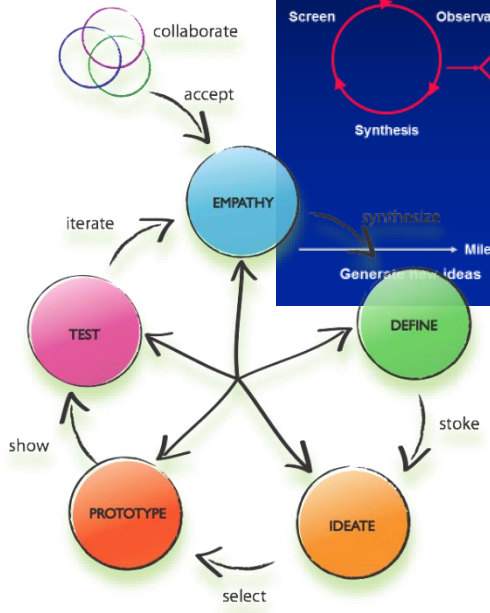 collaborate
Screen
accept
Synthesis
EMPATHY
synthesize
iterate
Generate new ideas
TEST
DEFINE
stoke
show
PROTOTYPE
IDEATE
select